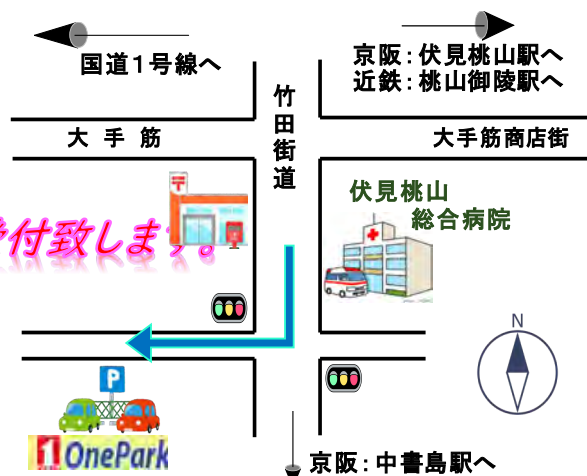 国道1号線へ
京阪:伏見桃山駅へ
近鉄:桃山御陵駅へ
竹田街道
大手筋
大手筋商店街
〒
伏見桃山
総合病院
付致します。
N
P
1 OnePark
京阪:中書島駅へ